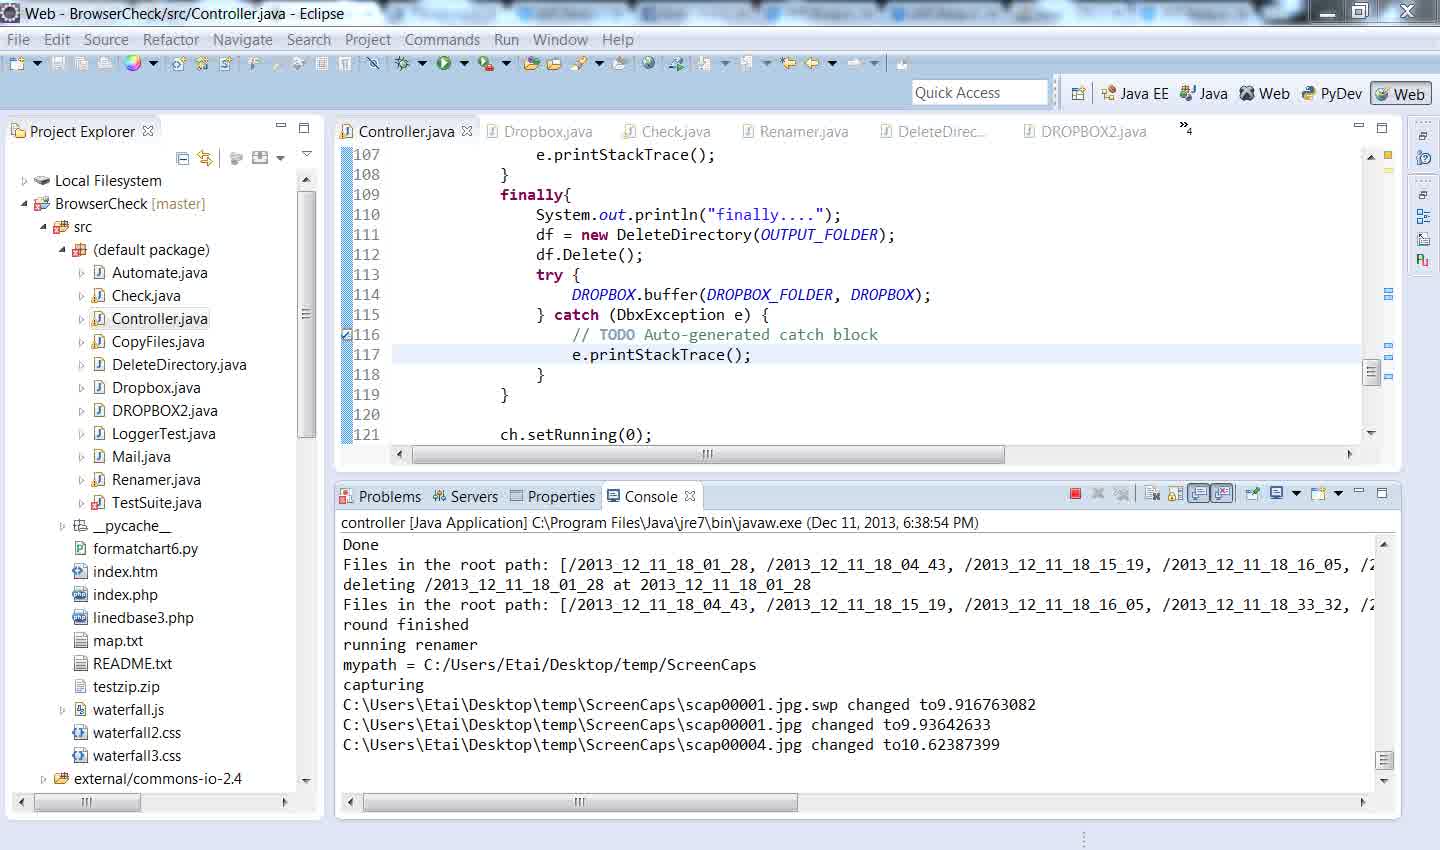 Web - BrowserCheck/src/Controller.java - Eclipse
File Edit Source Refactor Navigate Search Project Commands Run Window Help
Quick Access
Java EE Java Web PyDev Web
Project Explorer
Local Filesystem
BrowserCheck [master]
src
(default package)
Automate.java
Check.java
Controller.java
CopyFiles.java
DeleteDirectory.java
Dropbox.java
DROPBOX2.java
LoggerTest.java
Mail.java
Renamer.java
TestSuite.java
__pycache__
formatchart6.py
index.htm
index.php
linedbase3.php
map.txt
README.txt
testzip.zip
waterfall.js
waterfall2.css
waterfall3.css
external/commons-io-2.4
Controller.java Dropbox.java Check.java Renamer.java DeleteDirec... DROPBOX2.java »4
107 e.printStackTrace();
108 }
109 finally{
110 System.out.println("finally....");
111 df = new DeleteDirectory(OUTPUT_FOLDER);
112 df.Delete();
113 try {
114 DROPBOX.buffer(DROPBOX_FOLDER, DROPBOX);
115 } catch (DbxException e) {
116 // TODO Auto-generated catch block
117 e.printStackTrace();
118 }
119 }
120
121 ch.setRunning(0);
Problems Servers Properties Console
controller [Java Application] C:\Program Files\Java\jre7\bin\javaw.exe (Dec 11, 2013, 6:38:54 PM)
Done
Files in the root path: [/2013_12_11_18_01_28, /2013_12_11_18_04_43, /2013_12_11_18_15_19, /2013_12_11_18_16_05, /2
deleting /2013_12_11_18_01_28 at 2013_12_11_18_01_28
Files in the root path: [/2013_12_11_18_04_43, /2013_12_11_18_15_19, /2013_12_11_18_16_05, /2013_12_11_18_33_32, /2
round finished
running renamer
mypath = C:/Users/Etai/Desktop/temp/ScreenCaps
capturing
C:\Users\Etai\Desktop\temp\ScreenCaps\scap00001.jpg.swp changed to9.916763082
C:\Users\Etai\Desktop\temp\ScreenCaps\scap00001.jpg changed to9.93642633
C:\Users\Etai\Desktop\temp\ScreenCaps\scap00004.jpg changed to10.62387399